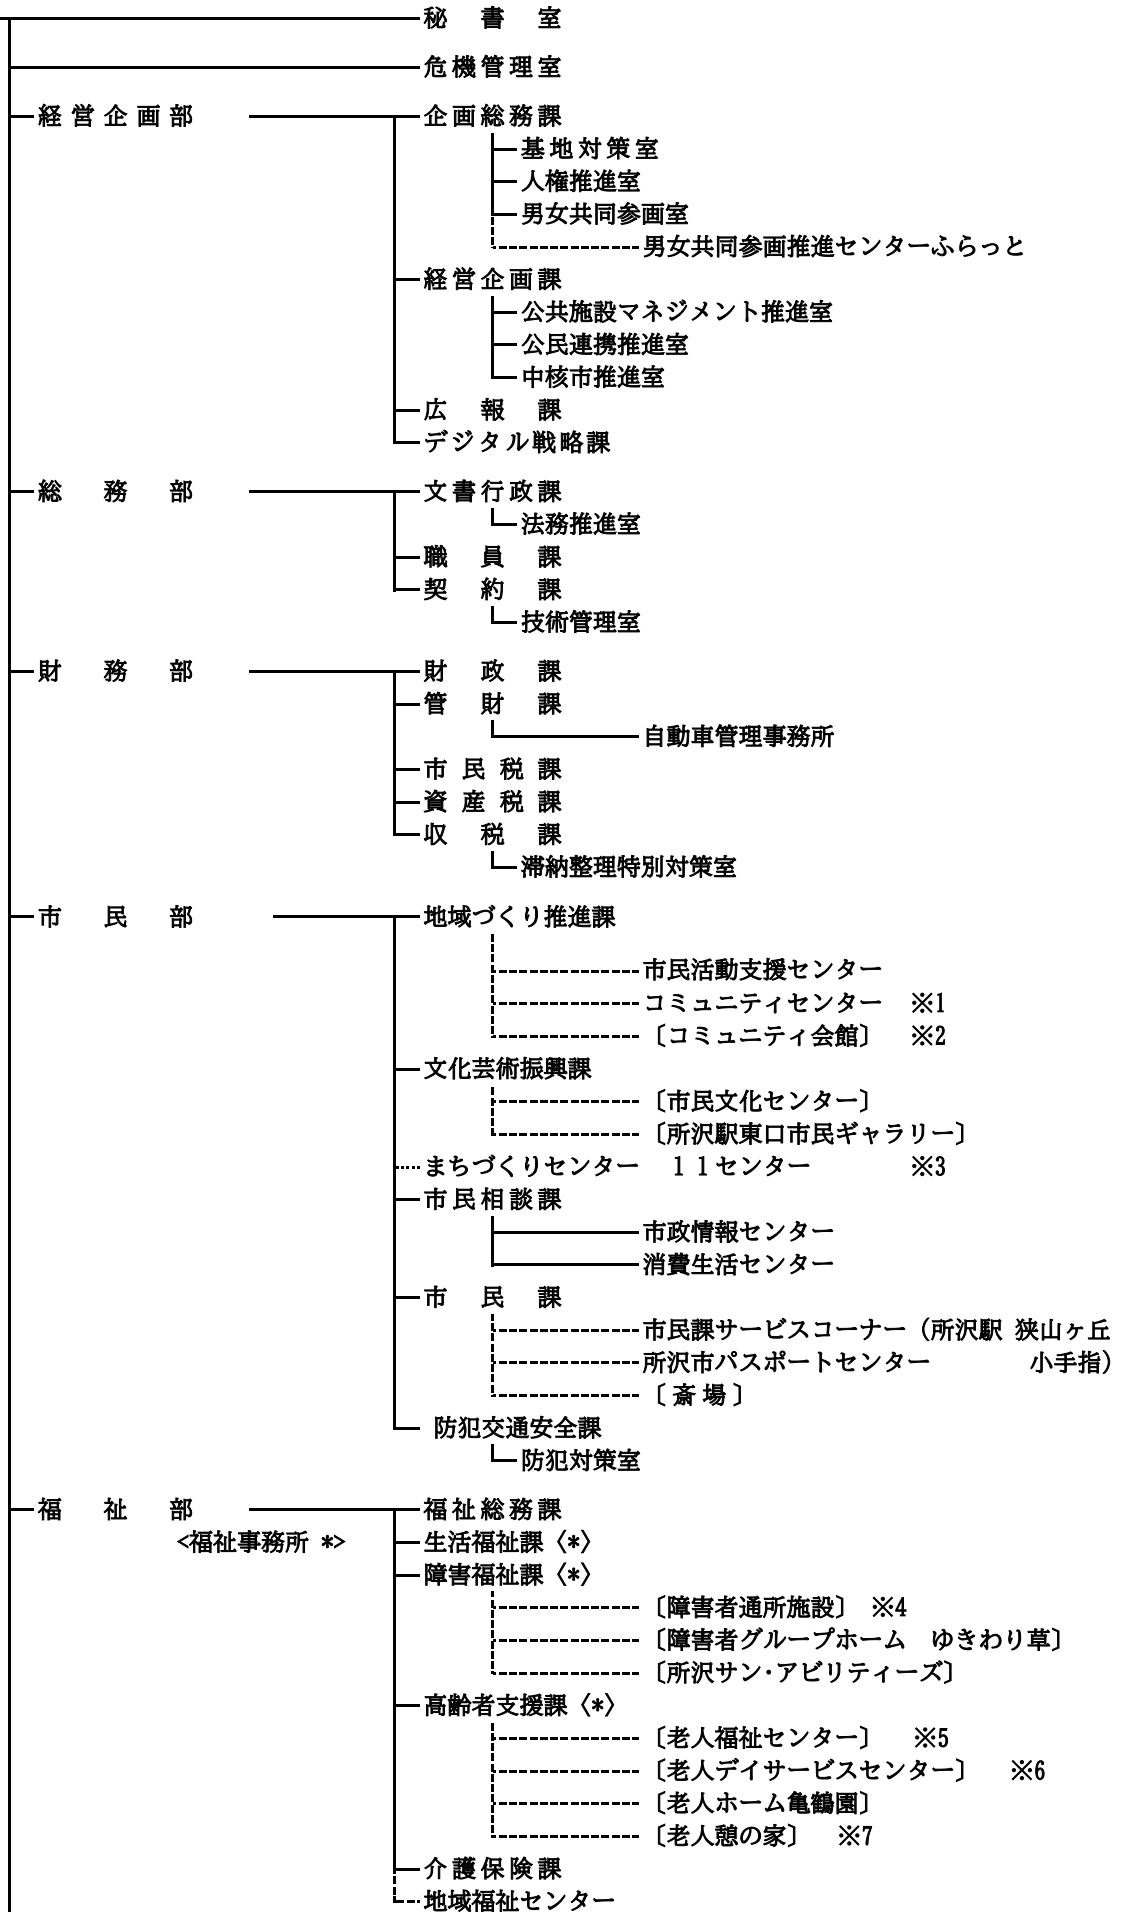 秘書室
危機管理室
経営企画部 企画総務課
基地対策室
人権推進室
男女共同参画室
男女共同参画推進センターふらっと
経営企画課
公共施設マネジメント推進室
公民連携推進室
中核市推進室
広報課
デジタル戦略課
総務部 文書行政課
法務推進室
職員課
契約課
技術管理室
財務部 財政課
管財課
自動車管理事務所
市民税課
資産税課
収税課
滞納整理特別対策室
市民部 地域づくり推進課
市民活動支援センター
コミュニティセンター ※1
〔コミュニティ会館〕 ※2
文化芸術振興課
〔市民文化センター〕
〔所沢駅東口市民ギャラリー〕
まちづくりセンター 11センター ※3
市民相談課
市政情報センター
消費生活センター
市民課
市民課サービスコーナー（所沢駅 狭山ヶ丘
所沢市パスポートセンター 小手指）
〔斎場〕
防犯交通安全課
防犯対策室
福祉部 福祉総務課
<福祉事務所 *> 生活福祉課〈*〉
障害福祉課〈*〉
〔障害者通所施設〕 ※4
〔障害者グループホーム ゆきわり草〕
〔所沢サン・アビリティーズ〕
高齢者支援課〈*〉
〔老人福祉センター〕 ※5
〔老人デイサービスセンター〕 ※6
〔老人ホーム亀鶴園〕
〔老人憩の家〕 ※7
介護保険課
地域福祉センター